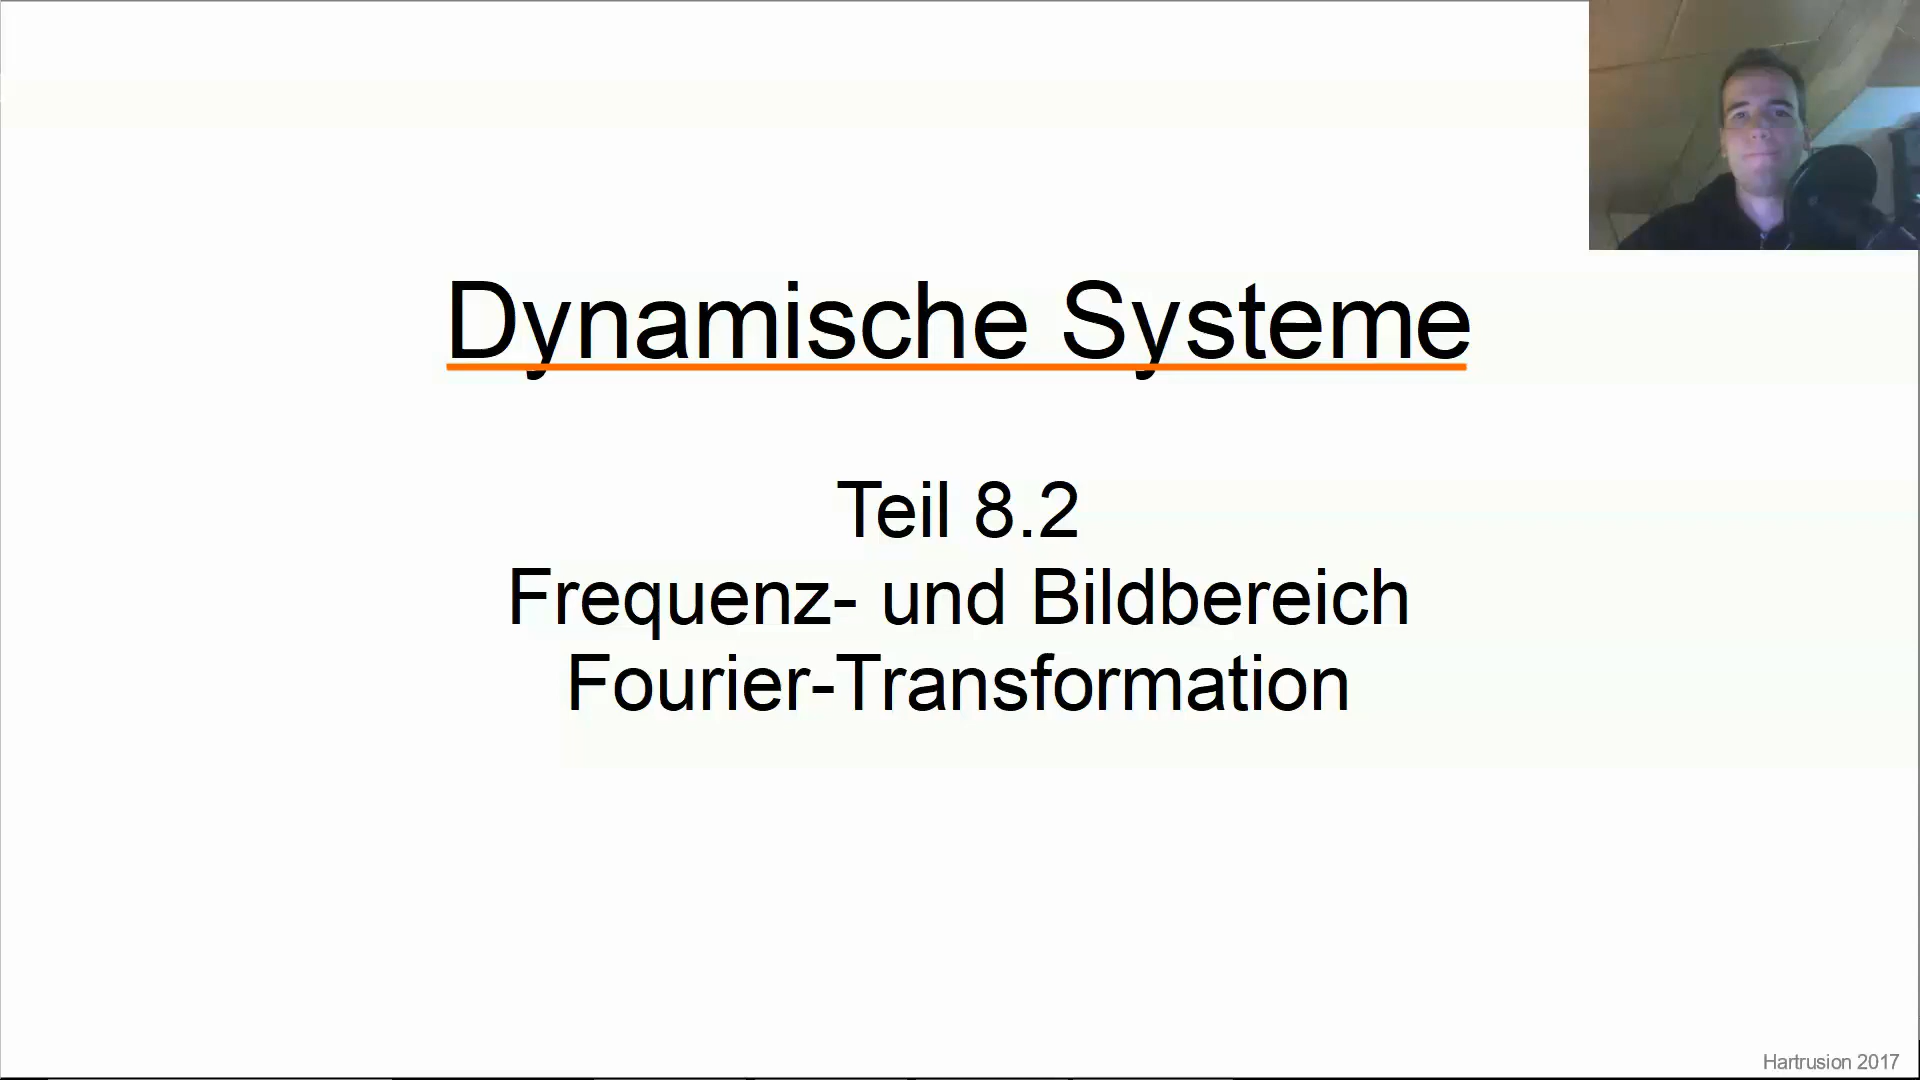 Dynamische Systeme
Teil 8.2
Frequenz- und Bildbereich
Fourier-Transformation
Hartrusion 2017